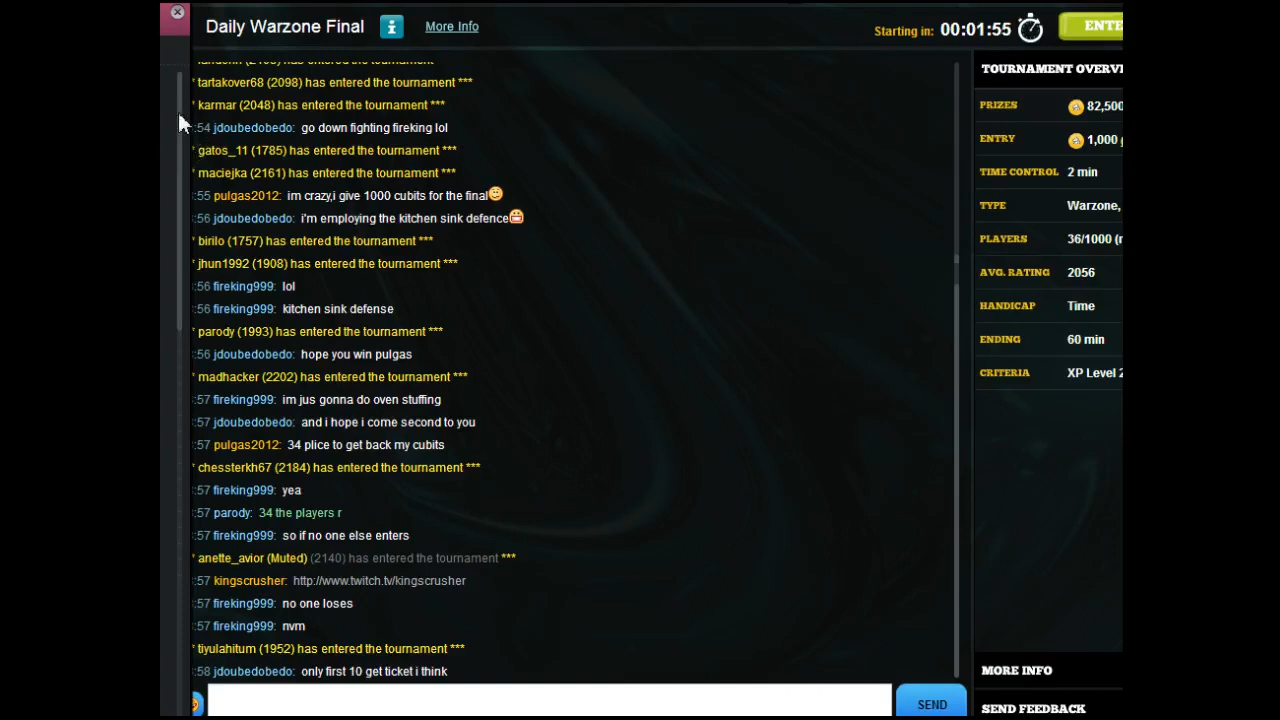 Daily Warzone Final i More Info
Starting in: 00:01:55
* tartakover68 (2098) has entered the tournament ***
* karmar (2048) has entered the tournament ***
:54 jdoubedobedo: go down fighting fireking lol
* gatos_11 (1785) has entered the tournament ***
* maciejka (2161) has entered the tournament ***
:55 pulgas2012: im crazy,i give 1000 cubits for the final
:56 jdoubedobedo: i'm employing the kitchen sink defence
* birilo (1757) has entered the tournament ***
* jhun1992 (1908) has entered the tournament ***
:56 fireking999: lol
:56 fireking999: kitchen sink defense
* parody (1993) has entered the tournament ***
:56 jdoubedobedo: hope you win pulgas
* madhacker (2202) has entered the tournament ***
:57 fireking999: im jus gonna do oven stuffing
:57 jdoubedobedo: and i hope i come second to you
:57 pulgas2012: 34 plice to get back my cubits
* chessterkh67 (2184) has entered the tournament ***
:57 fireking999: yea
:57 parody: 34 the players r
:57 fireking999: so if no one else enters
* anette_avior (Muted) (2140) has entered the tournament ***
:57 kingscrusher: http://www.twitch.tv/kingscrusher
:57 fireking999: no one loses
:57 fireking999: nvm
* tiyulahitum (1952) has entered the tournament ***
:58 jdoubedobedo: only first 10 get ticket i think
SEND
ENTE
TOURNAMENT OVERV
PRIZES 82,500
ENTRY 1,000
TIME CONTROL 2 min
TYPE Warzone,
PLAYERS 36/1000 (
AVG. RATING 2056
HANDICAP Time
ENDING 60 min
CRITERIA XP Level 2
MORE INFO
SEND FEEDBACK